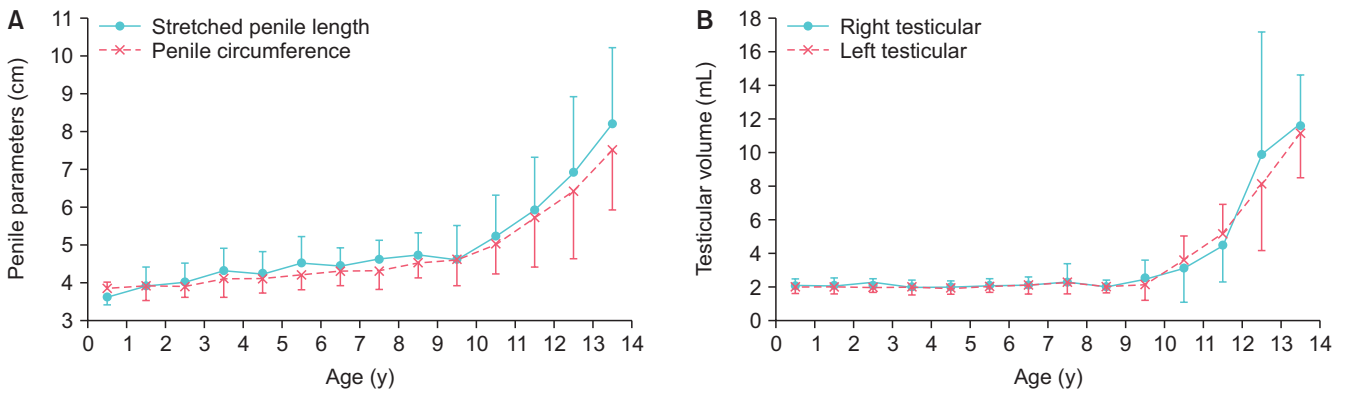 A
Stretched penile length
Penile circumference
Penile parameters (cm)
11
10
9
8
7
6
5
4
3
0 1 2 3 4 5 6 7 8 9 10 11 12 13 14
Age (y)
B
Right testicular
Left testicular
Testicular volume (mL)
18
16
14
12
10
8
6
4
2
0
0 1 2 3 4 5 6 7 8 9 10 11 12 13 14
Age (y)